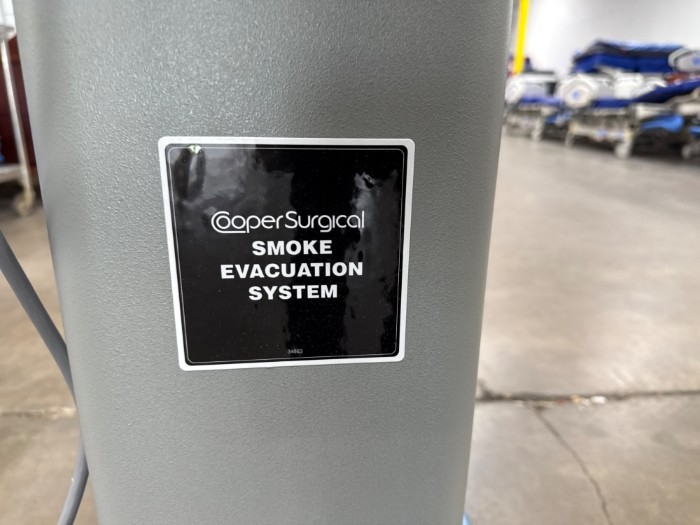 CooperSurgical
SMOKE
EVACUATION
SYSTEM